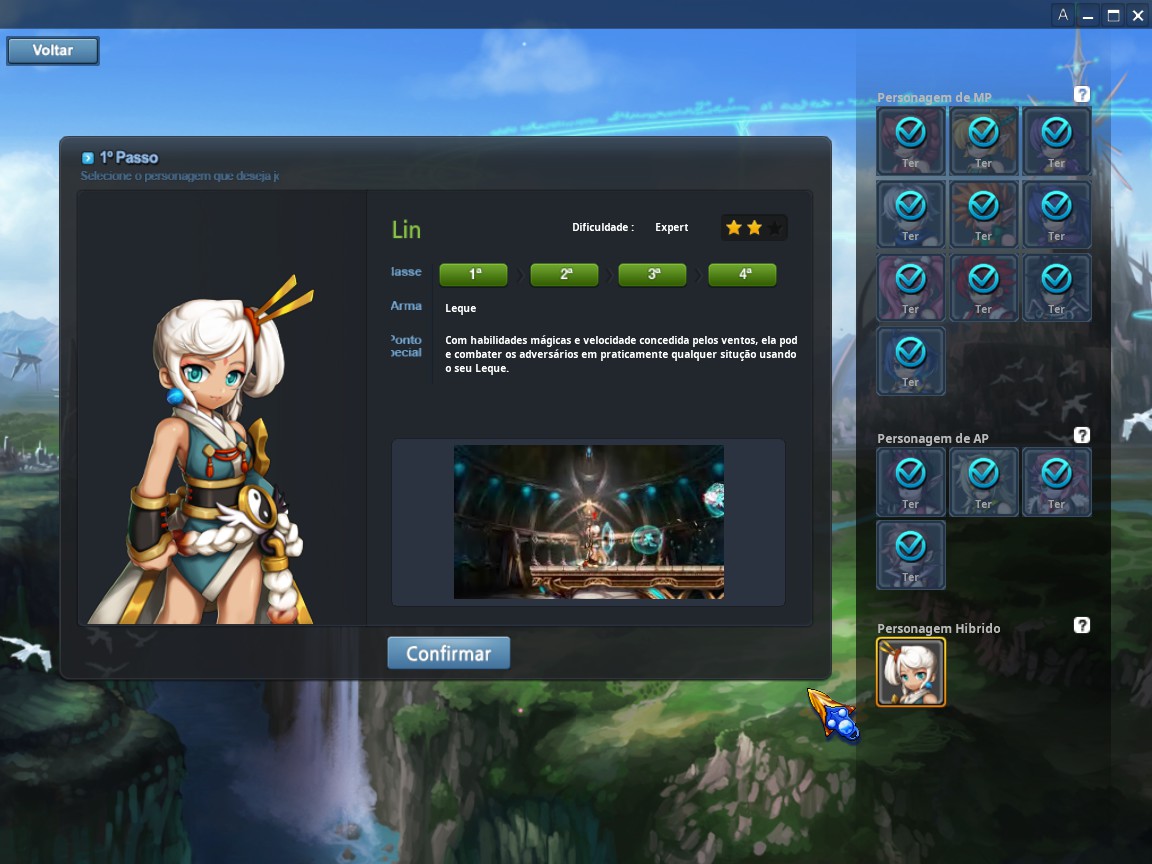 A
Voltar
1º Passo
Selecione o personagem que deseja jo
Lin
Dificuldade :
Expert
lasse
1ª
2ª
3ª
4ª
Arma
Leque
Ponto
pecial
Com habilidades mágicas e velocidade concedida pelos ventos, ela pod
e combater os adversários em praticamente qualquer situção usando
o seu Leque.
Confirmar
Personagem de MP
?
Ter
Ter
Ter
Ter
Ter
Ter
Ter
Ter
Ter
Ter
Personagem de AP
?
Ter
Ter
Ter
Ter
Personagem Hibrido
?